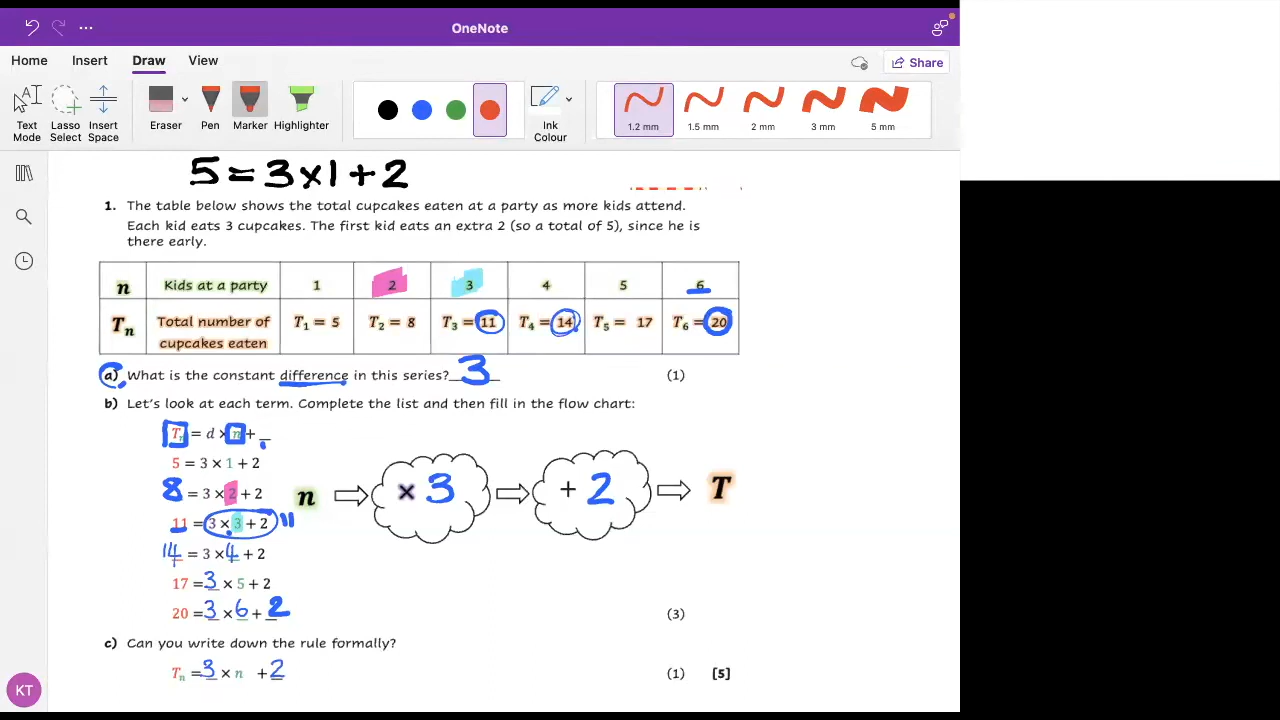 OneNote
Home Insert Draw View
Share
Text Mode
Lasso Select
Insert Space
Eraser
Pen
Marker
Highlighter
Ink Colour
1.2 mm 1.5 mm 2 mm 3 mm 5 mm
5 = 3 × 1 + 2
1. The table below shows the total cupcakes eaten at a party as more kids attend.
Each kid eats 3 cupcakes. The first kid eats an extra 2 (so a total of 5), since he is
there early.
n Kids at a party 1 2 3 4 5 6
Tₙ Total number of cupcakes eaten T₁ = 5 T₂ = 8 T₃ = 11 T₄ = 14 T₅ = 17 T₆ = 20
a) What is the constant difference in this series? 3 (1)
b) Let's look at each term. Complete the list and then fill in the flow chart:
Tₙ = d × n + _
5 = 3 × 1 + 2
8 = 3 × 2 + 2
n × 3 + 2 T
11 = 3 × 3 + 2 11
14 = 3 × 4 + 2
17 = 3 × 5 + 2
20 = 3 × 6 + 2 (3)
c) Can you write down the rule formally?
Tₙ = 3 × n + 2 (1) [5]
KT